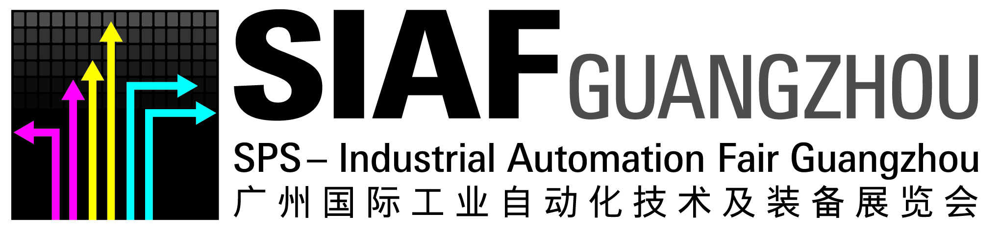 SIAF GUANGZHOU
SPS – Industrial Automation Fair Guangzhou
广州国际工业自动化技术及装备展览会